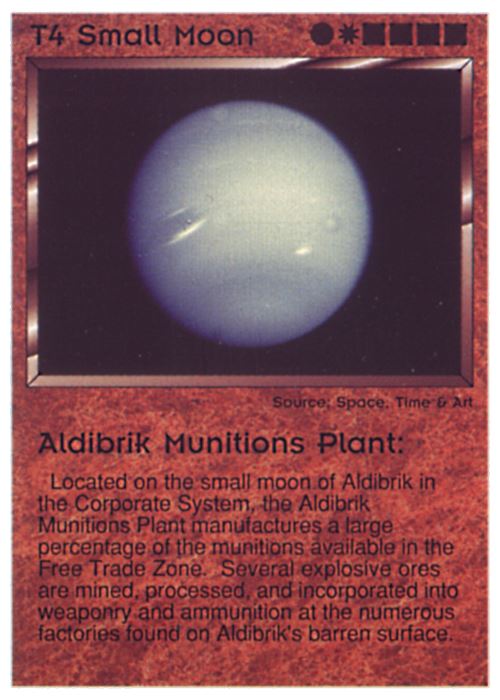 T4 Small Moon
Source: Space, Time & Art
Aldibrik Munitions Plant:
Located on the small moon of Aldibrik in
the Corporate System, the Aldibrik
Munitions Plant manufactures a large
percentage of the munitions available in the
Free Trade Zone. Several explosive ores
are mined, processed, and incorporated into
weaponry and ammunition at the numerous
factories found on Aldibrik's barren surface.